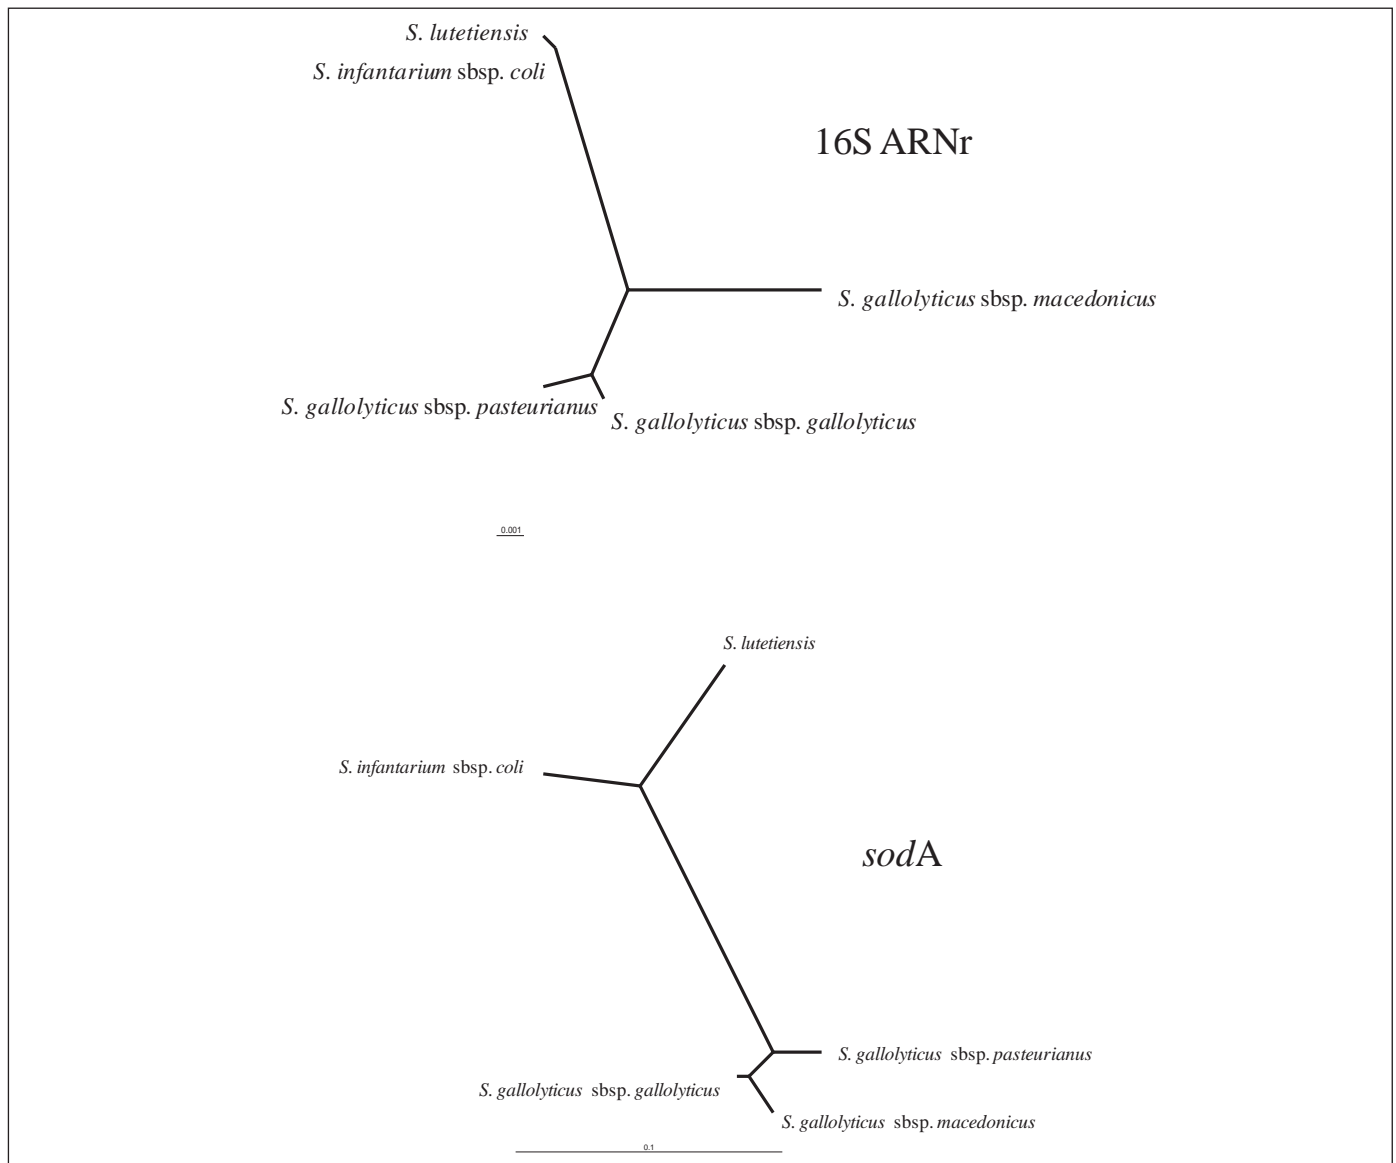 S. lutetiensis
S. infantarium sbsp. coli
16S ARNr
S. gallolyticus sbsp. macedonicus
S. gallolyticus sbsp. pasteurianus
S. gallolyticus sbsp. gallolyticus
0.001
S. lutetiensis
S. infantarium sbsp. coli
sodA
S. gallolyticus sbsp. pasteurianus
S. gallolyticus sbsp. gallolyticus
S. gallolyticus sbsp. macedonicus
0.1